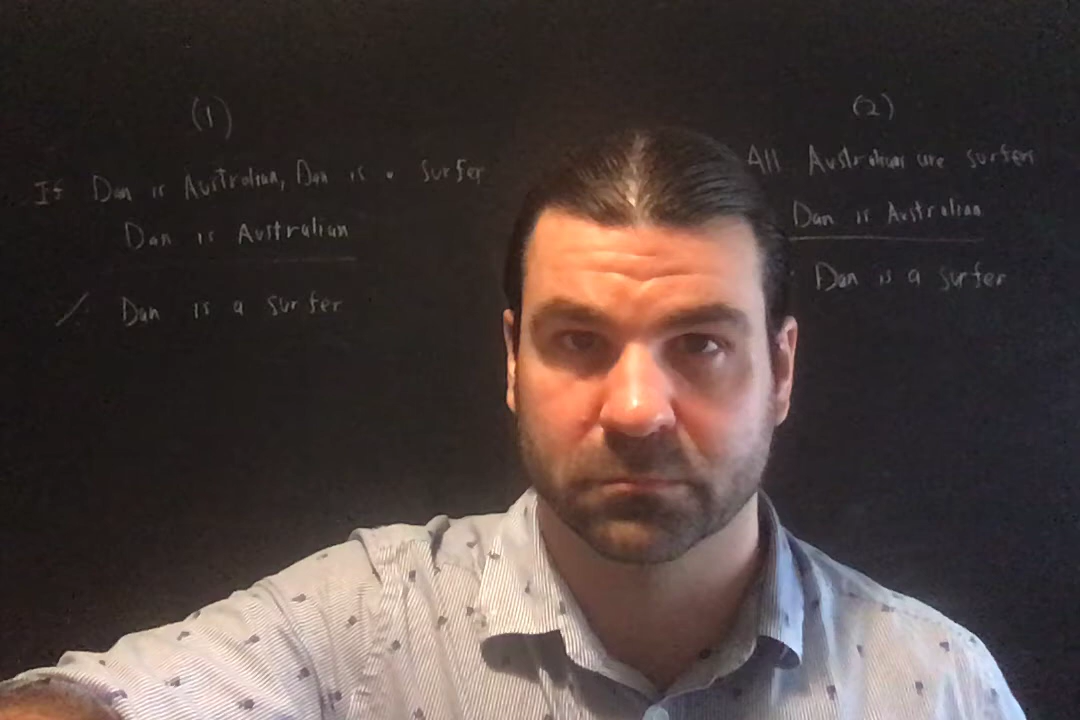 (1)
If Dan is Australian, Dan is a surfer
Dan is Australian
Dan is a surfer
(2)
All Australians are surfers
Dan is Australian
Dan is a surfer